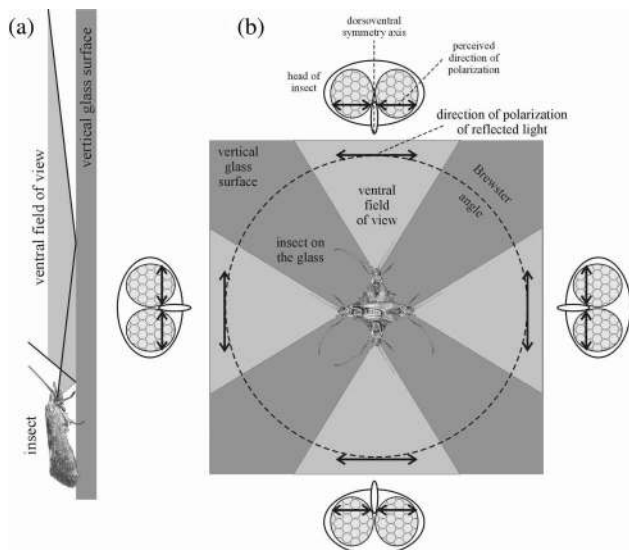 (a)
ventral field of view
vertical glass surface
insect
(b)
dorsoventral
symmetry axis
head of
insect
perceived
direction of
polarization
direction of polarization
of reflected light
vertical
glass
surface
ventral
field
of view
Brewster
angle
insect on
the glass